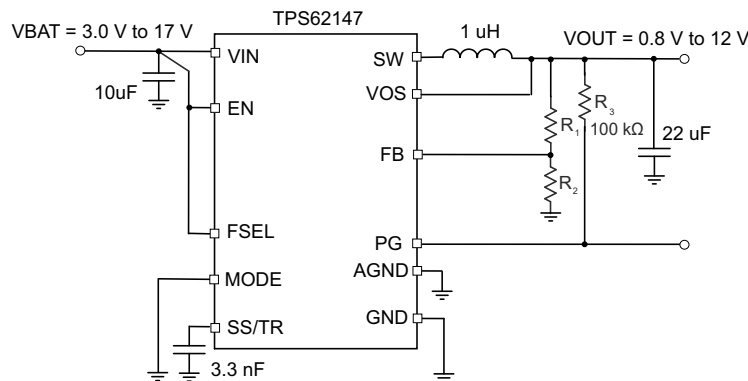 TPS62147
VBAT = 3.0 V to 17 V
VIN
10uF
EN
FSEL
MODE
SS/TR
3.3 nF
SW
1 uH
VOUT = 0.8 V to 12 V
VOS
R3
R1
100 kΩ
22 uF
FB
R2
PG
AGND
GND